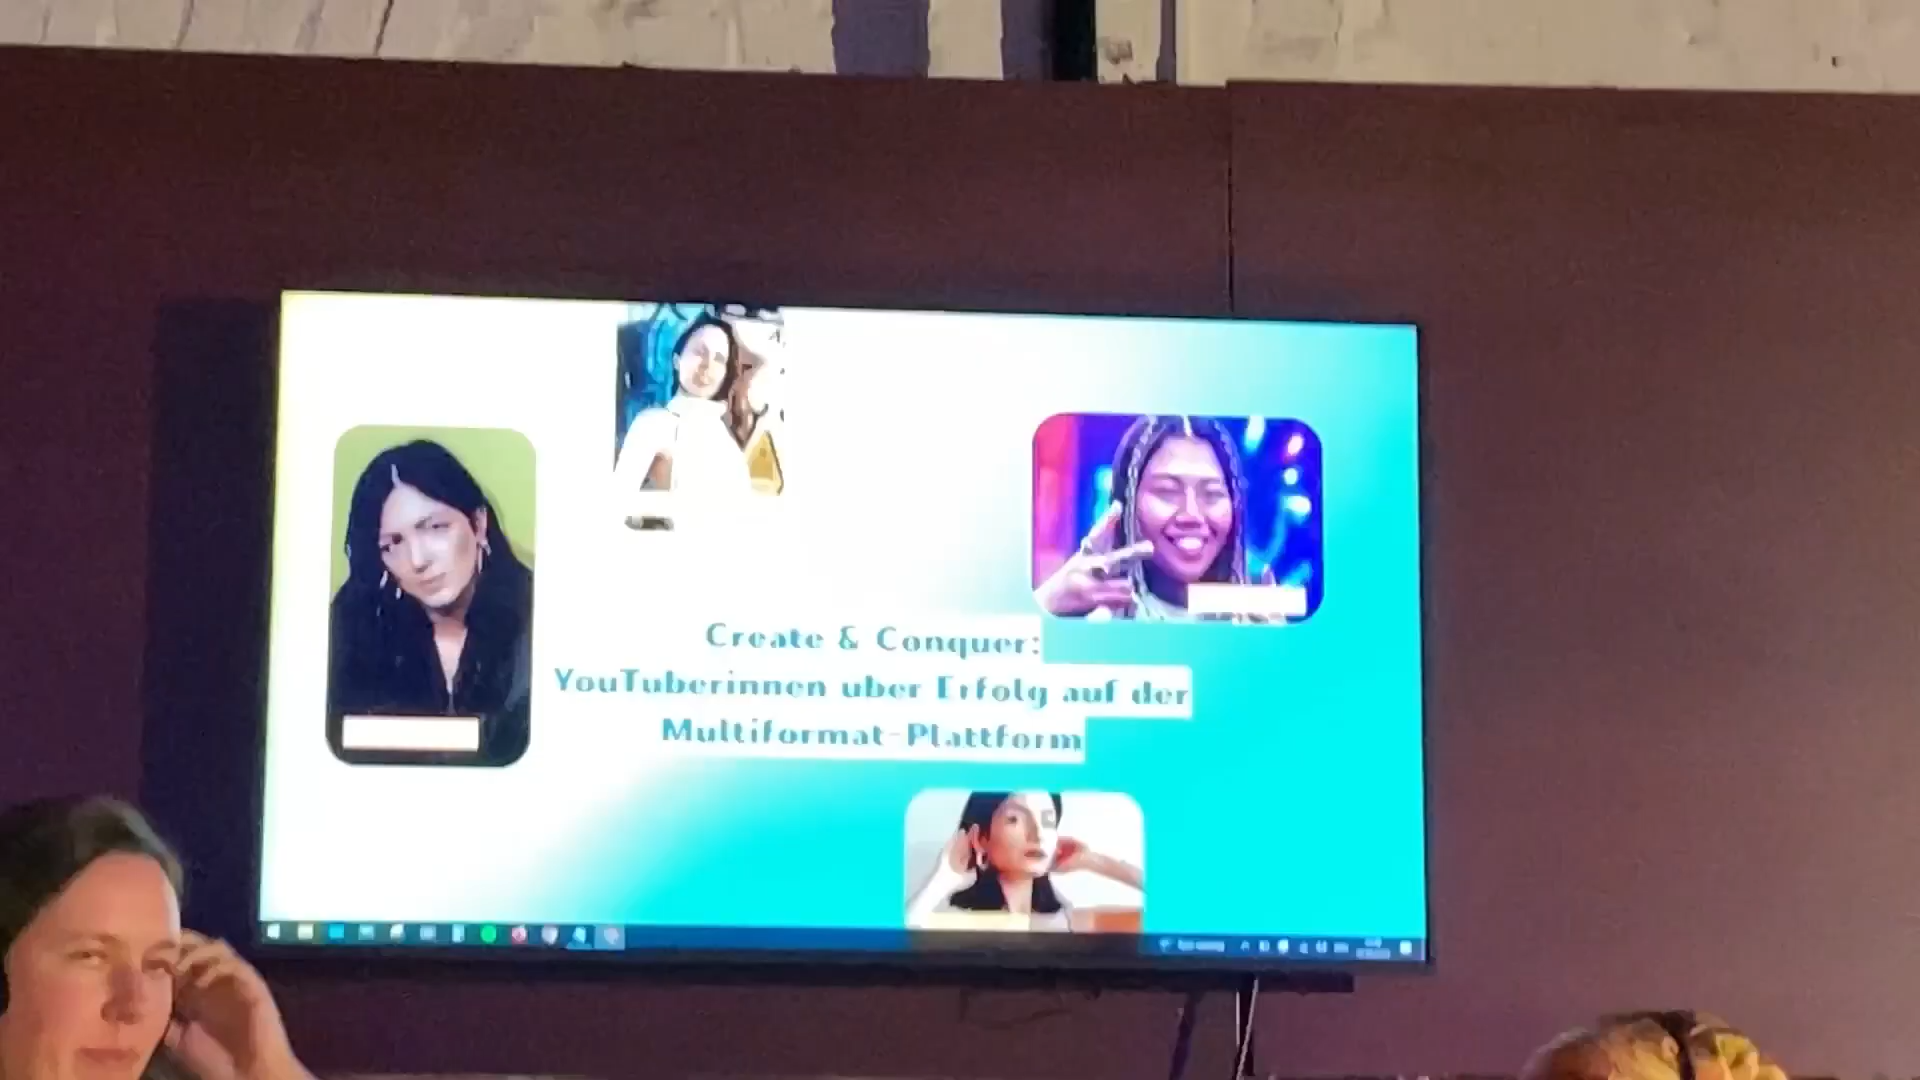 Create & Conquer:
YouTuberinnen uber Erfolg auf der
Multiformat-Plattform